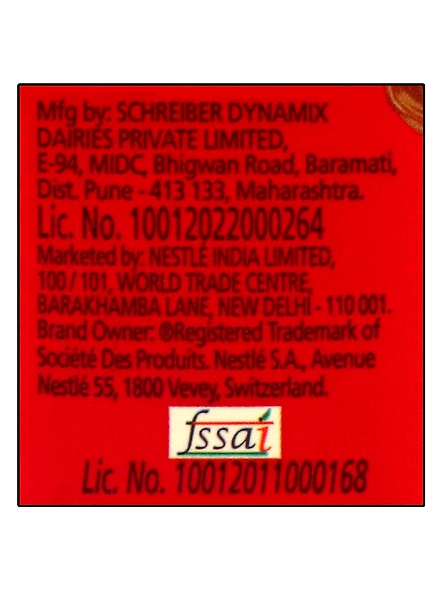 Mfg by: SCHREIBER DYNAMIX
DAIRIES PRIVATE LIMITED,
E-94, MIDC, Bhigwan Road, Baramati,
Dist. Pune - 413 133, Maharashtra.
Lic. No. 10012022000264
Marketed by: NESTLÉ INDIA LIMITED,
100 / 101, WORLD TRADE CENTRE,
BARAKHAMBA LANE, NEW DELHI - 110 001.
Brand Owner: ®Registered Trademark of
Société Des Produits. Nestlé S.A., Avenue
Nestlé 55, 1800 Vevey, Switzerland.
fssai
Lic. No. 10012011000168